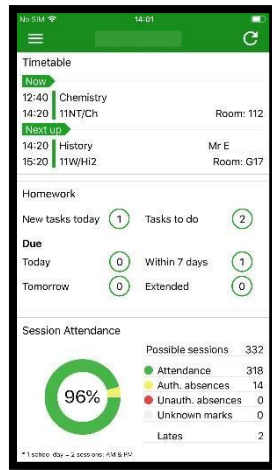 No SIM 14:01
Timetable
Now
12:40 Chemistry
14:20 11NT/Ch Room: 112
Next up
14:20 History Mr E
15:20 11W/Hi2 Room: G17
Homework
New tasks today 1 Tasks to do 2
Due
Today 0 Within 7 days 1
Tomorrow 0 Extended 0
Session Attendance
Possible sessions 332
Attendance 318
Auth. absences 14
96%
Unauth. absences 0
Unknown marks 0
Lates 2
* 1 school day = 2 sessions: AM & PM